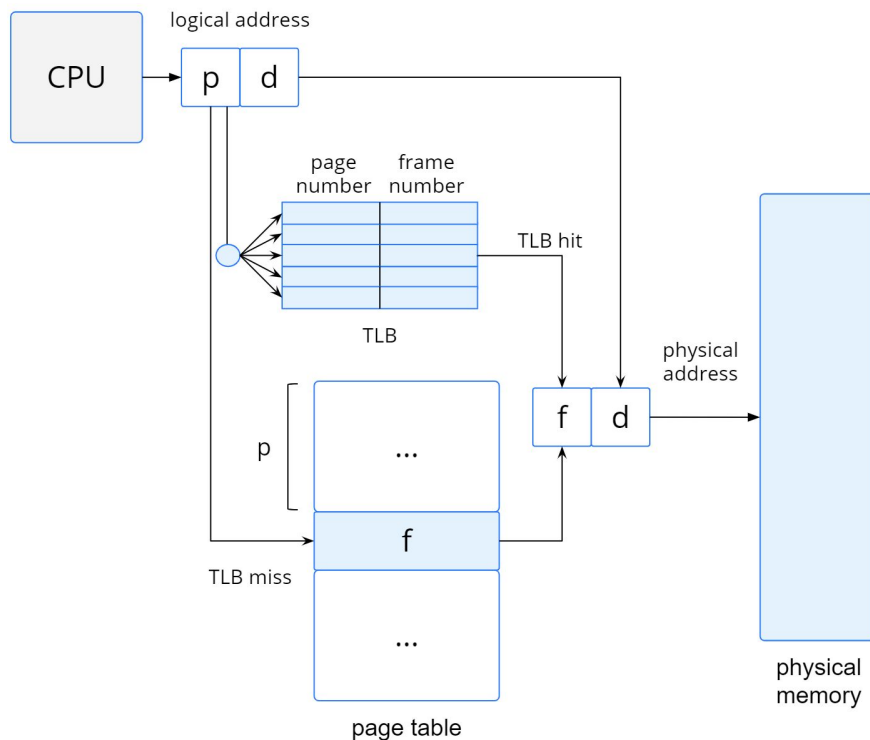 logical address
CPU
p
d
page
number
frame
number
TLB hit
TLB
physical
address
f
d
p
...
f
TLB miss
...
physical
memory
page table